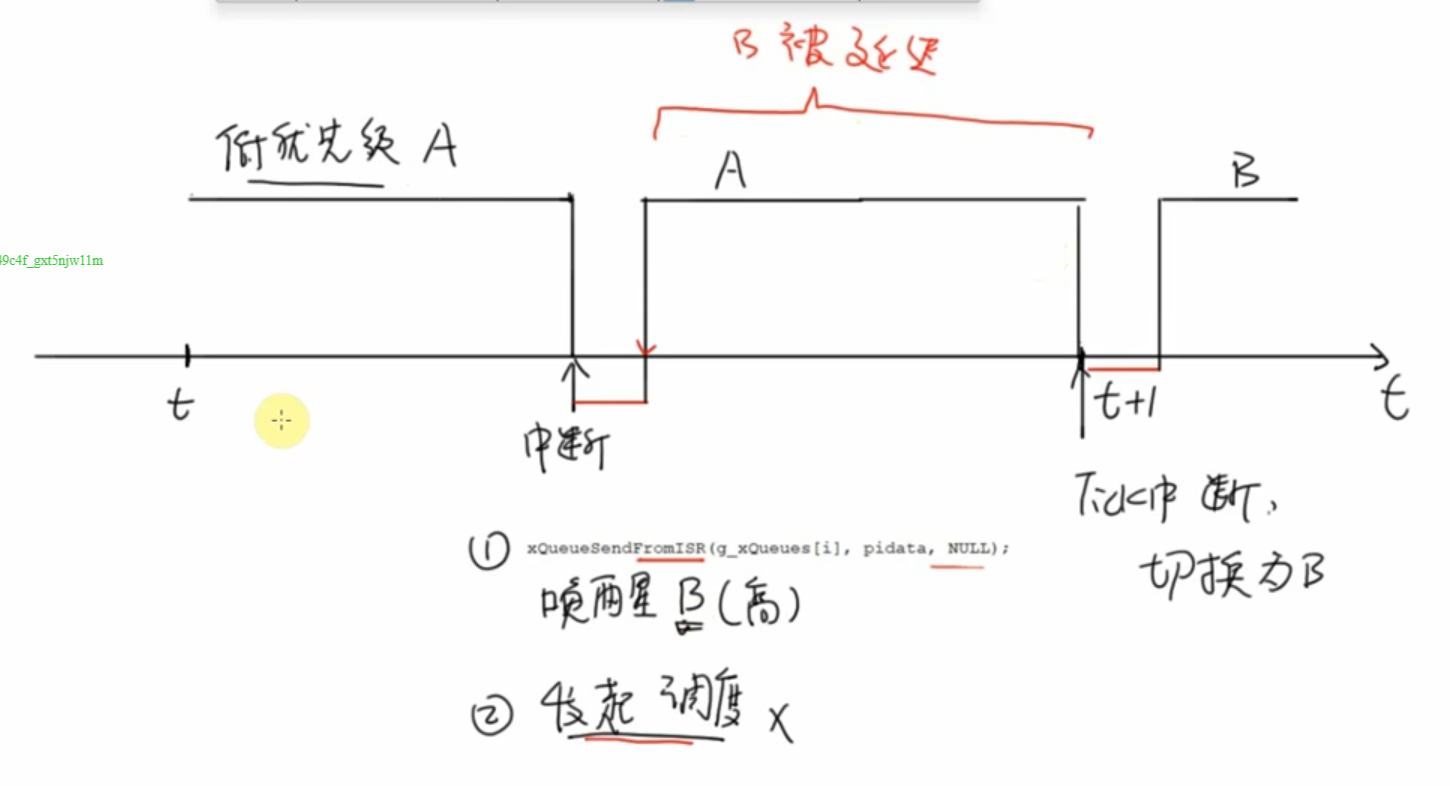 B 被延迟
低优先级 A
A
B
49c4f_gxt5njw11m
t
中断
t+1
t
Tick中断,
切换为B
① xQueueSendFromISR(g_xQueues[i], pidata, NULL);
唤醒 B (高)
② 发起调度 X